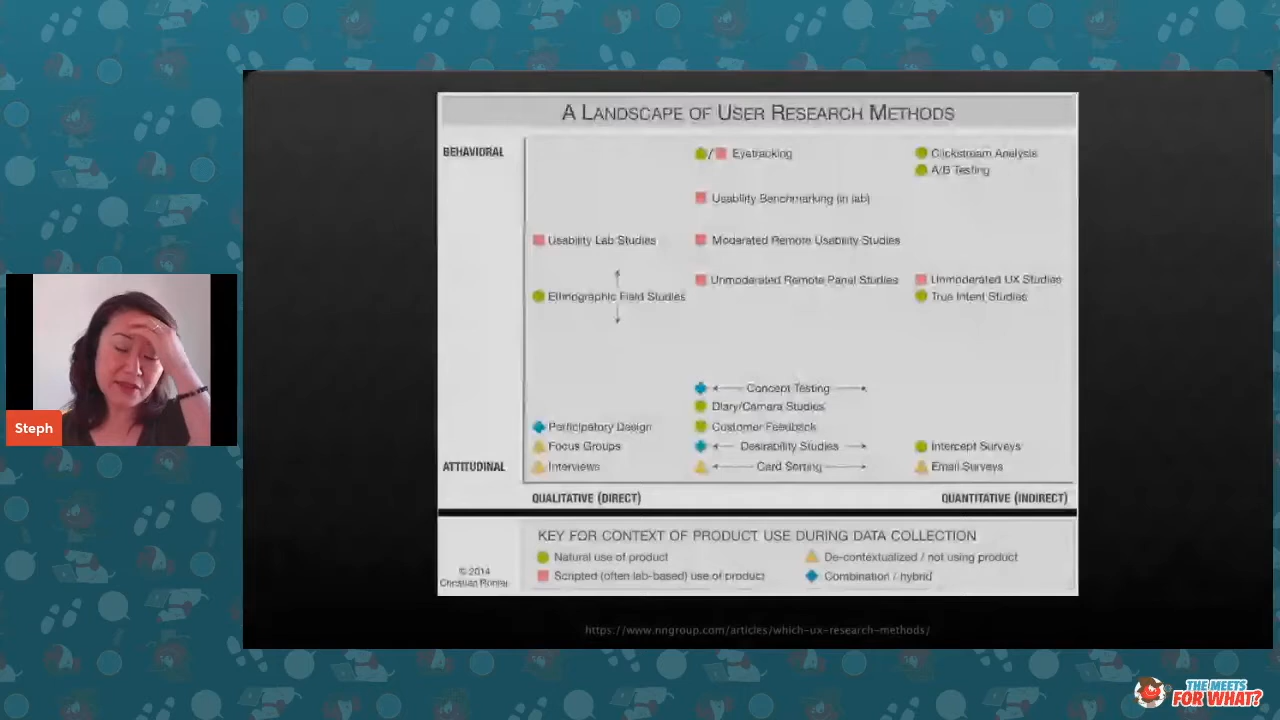 A LANDSCAPE OF USER RESEARCH METHODS
BEHAVIORAL
/ Eyetracking
Clickstream Analysis
A/B Testing
Usability Benchmarking (in lab)
Usability Lab Studies
Moderated Remote Usability Studies
Unmoderated Remote Panel Studies
Unmoderated UX Studies
Ethnographic Field Studies
True Intent Studies
Concept Testing
Diary/Camera Studies
Participatory Design
Customer Feedback
Focus Groups
Desirability Studies
Intercept Surveys
ATTITUDINAL
Interviews
Card Sorting
Email Surveys
QUALITATIVE (DIRECT)
QUANTITATIVE (INDIRECT)
KEY FOR CONTEXT OF PRODUCT USE DURING DATA COLLECTION
Natural use of product
De-contextualized / not using product
Scripted (often lab-based) use of product
Combination / hybrid
© 2014
Christian Rohrer
https://www.nngroup.com/articles/which-ux-research-methods/
Steph
THE MEETS
FOR WHAT?